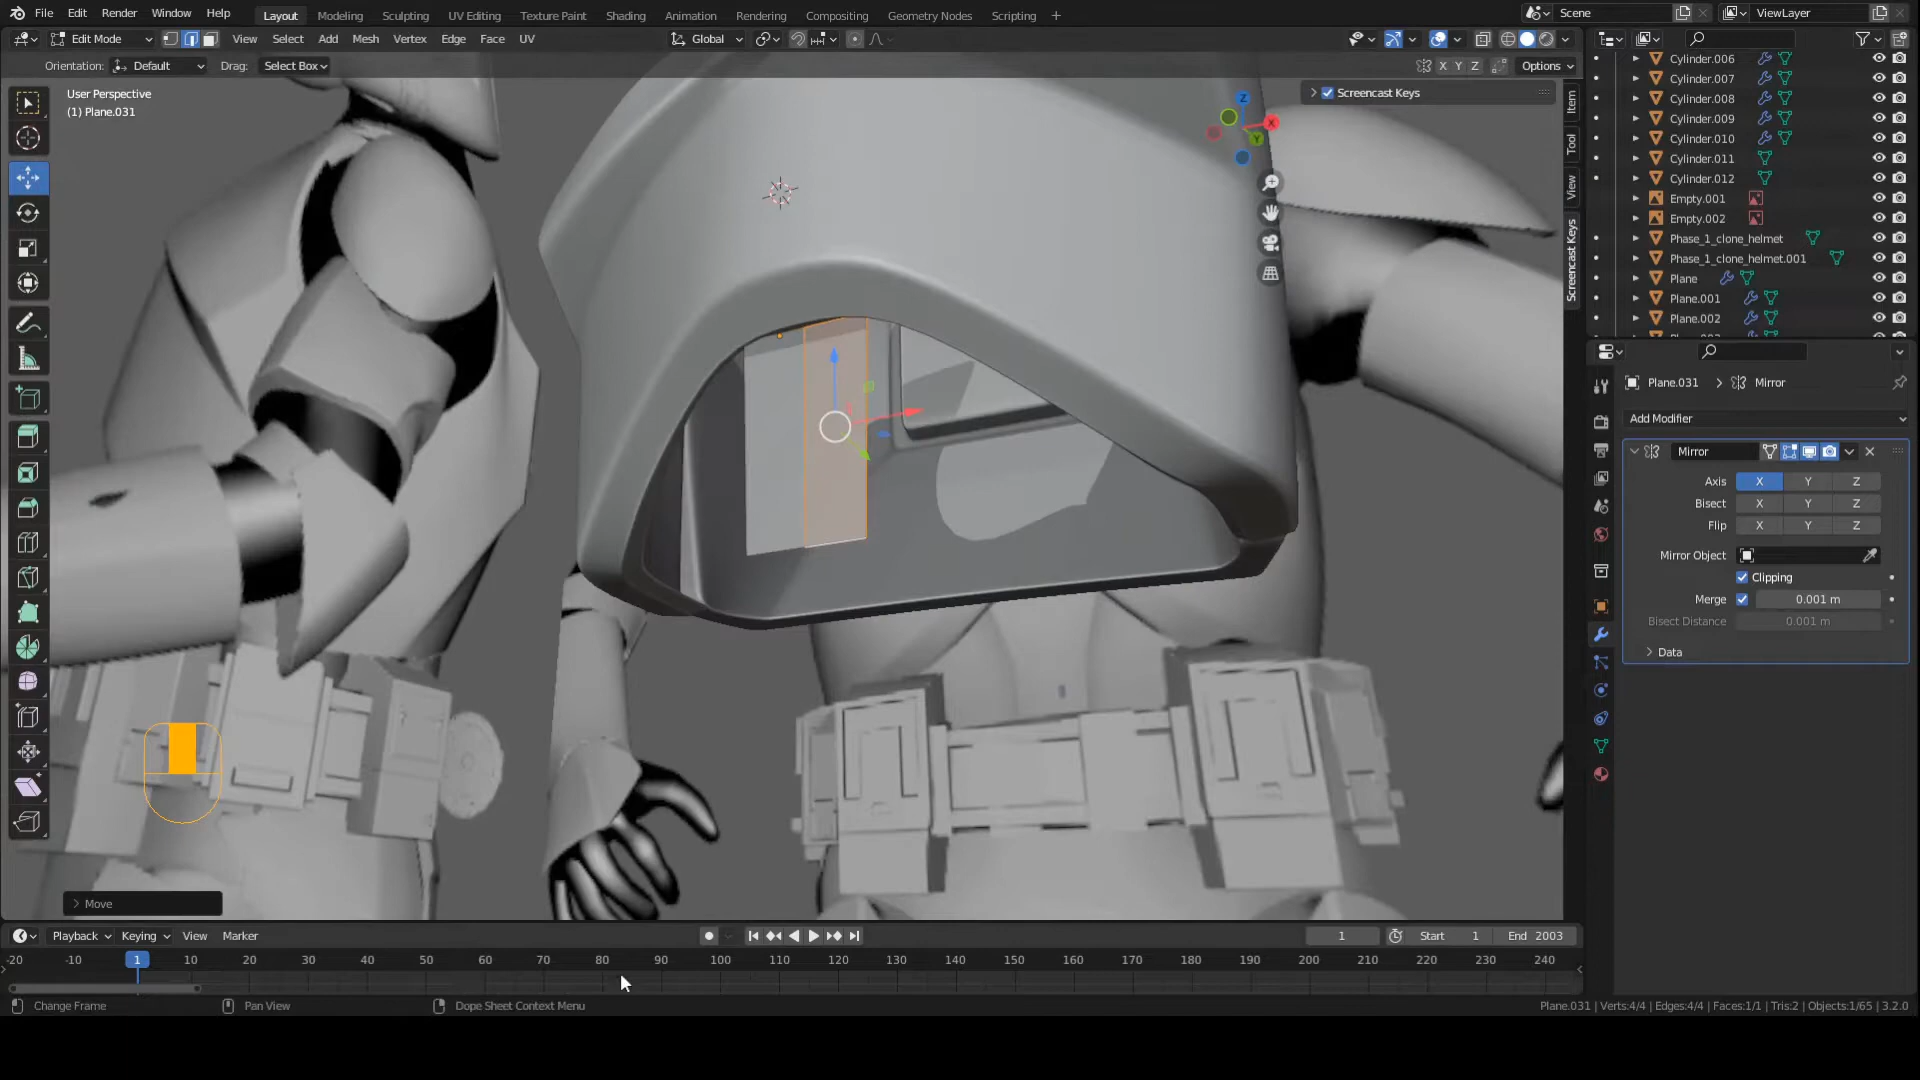 File Edit Render Window Help Layout Modeling Sculpting UV Editing Texture Paint Shading Animation Rendering Compositing Geometry Nodes Scripting + Scene ViewLayer
Edit Mode View Select Add Mesh Vertex Edge Face UV Global
Orientation: Default Drag: Select Box X Y Z Options
User Perspective
(1) Plane.031
Screencast Keys
Z
X
Y
Item
Tool
View
Screencast Keys
Cylinder.006
Cylinder.007
Cylinder.008
Cylinder.009
Cylinder.010
Cylinder.011
Cylinder.012
Empty.001
Empty.002
Phase_1_clone_helmet
Phase_1_clone_helmet.001
Plane
Plane.001
Plane.002
Plane.031 > Mirror
Add Modifier
Mirror
Axis X Y Z
Bisect X Y Z
Flip X Y Z
Mirror Object
Clipping
Merge 0.001 m
Bisect Distance 0.001 m
Data
Move
Playback Keying View Marker 1 Start 1 End 2003
-20 -10 1 10 20 30 40 50 60 70 80 90 100 110 120 130 140 150 160 170 180 190 200 210 220 230 240
Change Frame Pan View Dope Sheet Context Menu Plane.031 | Verts:4/4 | Edges:4/4 | Faces:1/1 | Tris:2 | Objects:1/65 | 3.2.0